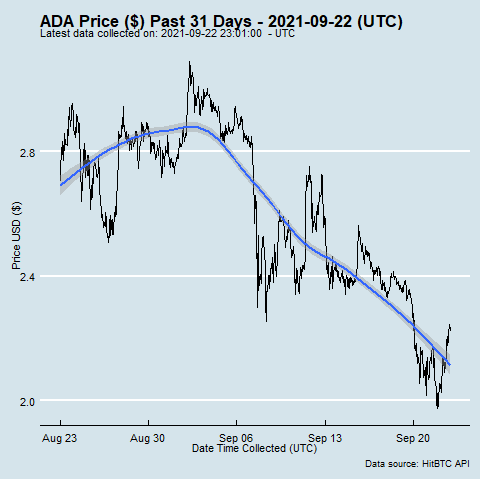 ADA Price ($) Past 31 Days - 2021-09-22 (UTC)
Latest data collected on: 2021-09-22 23:01:00  - UTC
Price USD ($)
2.8
2.4
2.0
Aug 23 Aug 30 Sep 06 Sep 13 Sep 20
Date Time Collected (UTC)
Data source: HitBTC API